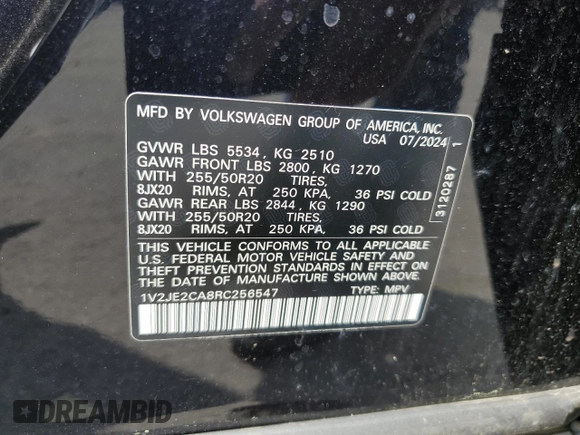 MFD BY VOLKSWAGEN GROUP OF AMERICA, INC.
USA 07/2024
GVWR LBS 5534, KG 2510
GAWR FRONT LBS 2800, KG 1270
WITH 255/50R20 TIRES,
8JX20 RIMS, AT 250 KPA, 36 PSI COLD
GAWR REAR LBS 2844, KG 1290
WITH 255/50R20 TIRES,
8JX20 RIMS, AT 250 KPA, 36 PSI COLD
THIS VEHICLE CONFORMS TO ALL APPLICABLE
U.S. FEDERAL MOTOR VEHICLE SAFETY AND
THEFT PREVENTION STANDARDS IN EFFECT ON
THE DATE OF MANUFACTURE SHOWN ABOVE.
1V2JE2CA8RC256547 TYPE: MPV
3120287 1
DREAMBID